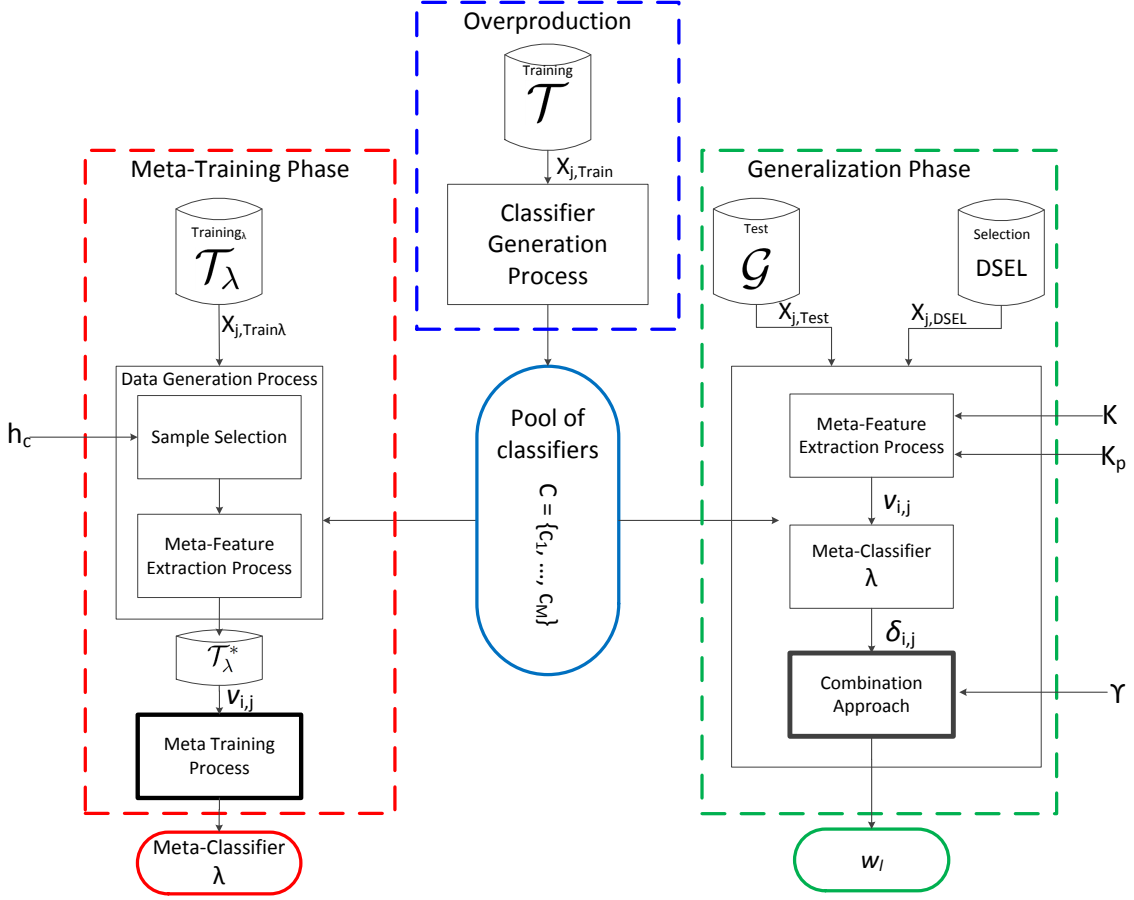 Overproduction
Training
𝒯
X_j,Train
Classifier
Generation
Process
Meta-Training Phase
Training_λ
𝒯_λ
X_j,Trainλ
Data Generation Process
Sample Selection
h_c
Meta-Feature
Extraction Process
𝒯_λ^*
v_i,j
Meta Training
Process
Meta-Classifier
λ
Pool of
classifiers
C = {c_1, ..., c_M}
Generalization Phase
Test
𝒢
Selection
DSEL
X_j,Test
X_j,DSEL
Meta-Feature
Extraction Process
K
K_p
v_i,j
Meta-Classifier
λ
δ_i,j
Combination
Approach
ϒ
w_l